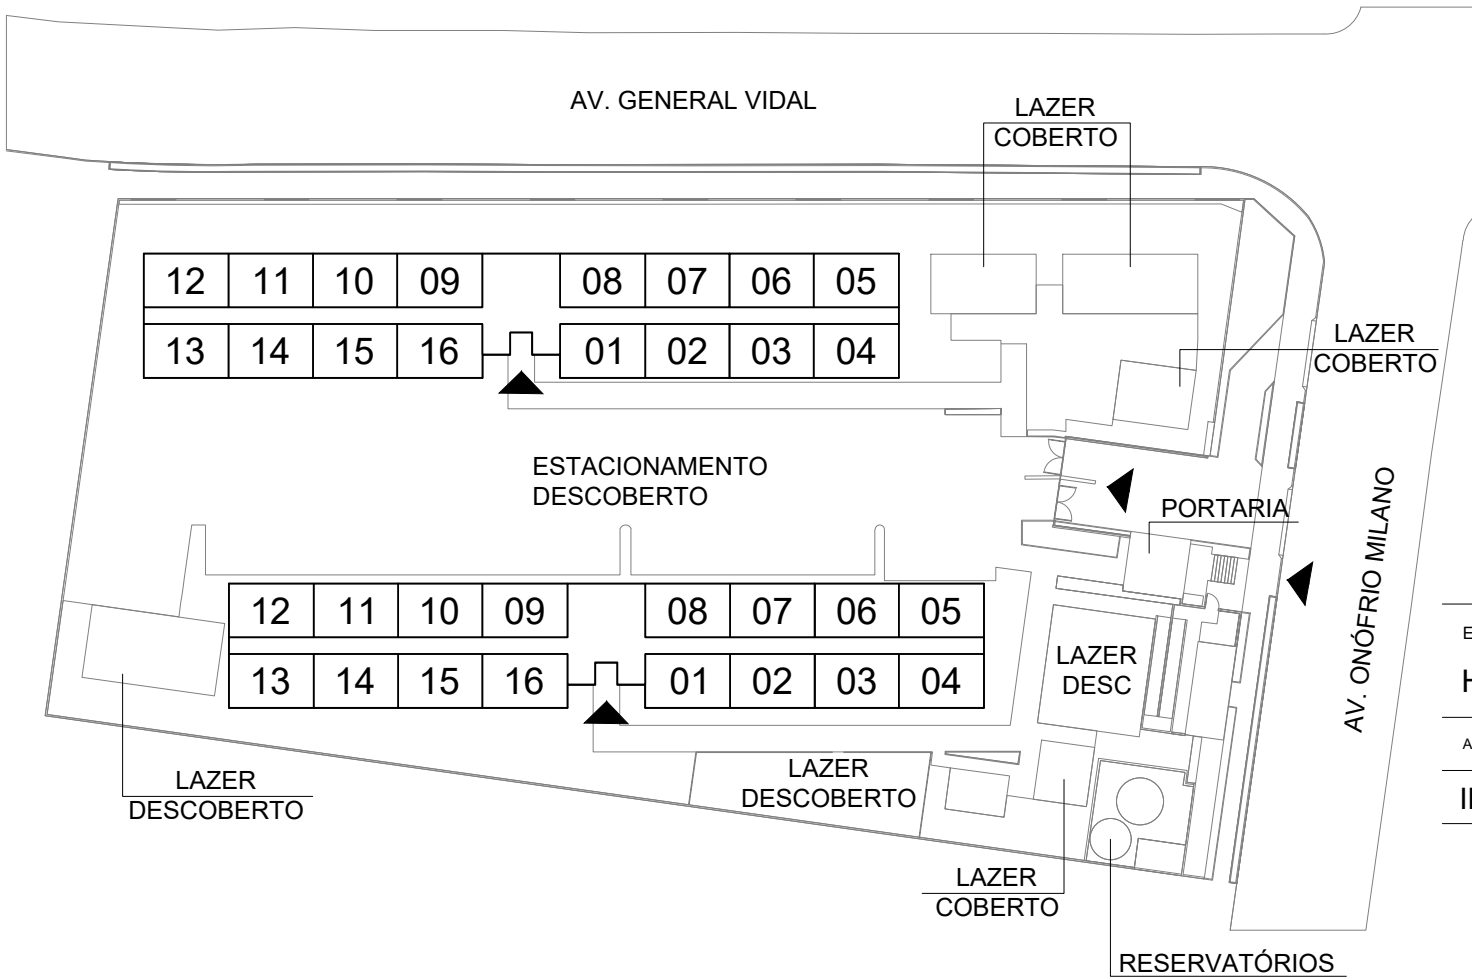 AV. GENERAL VIDAL
LAZER
COBERTO
12 11 10 09 08 07 06 05
13 14 15 16 01 02 03 04
LAZER
COBERTO
ESTACIONAMENTO
DESCOBERTO
PORTARIA
AV. ONÓFRIO MILANO
12 11 10 09 08 07 06 05
13 14 15 16 01 02 03 04
LAZER
DESC
LAZER
DESCOBERTO
LAZER
DESCOBERTO
LAZER
COBERTO
RESERVATÓRIOS